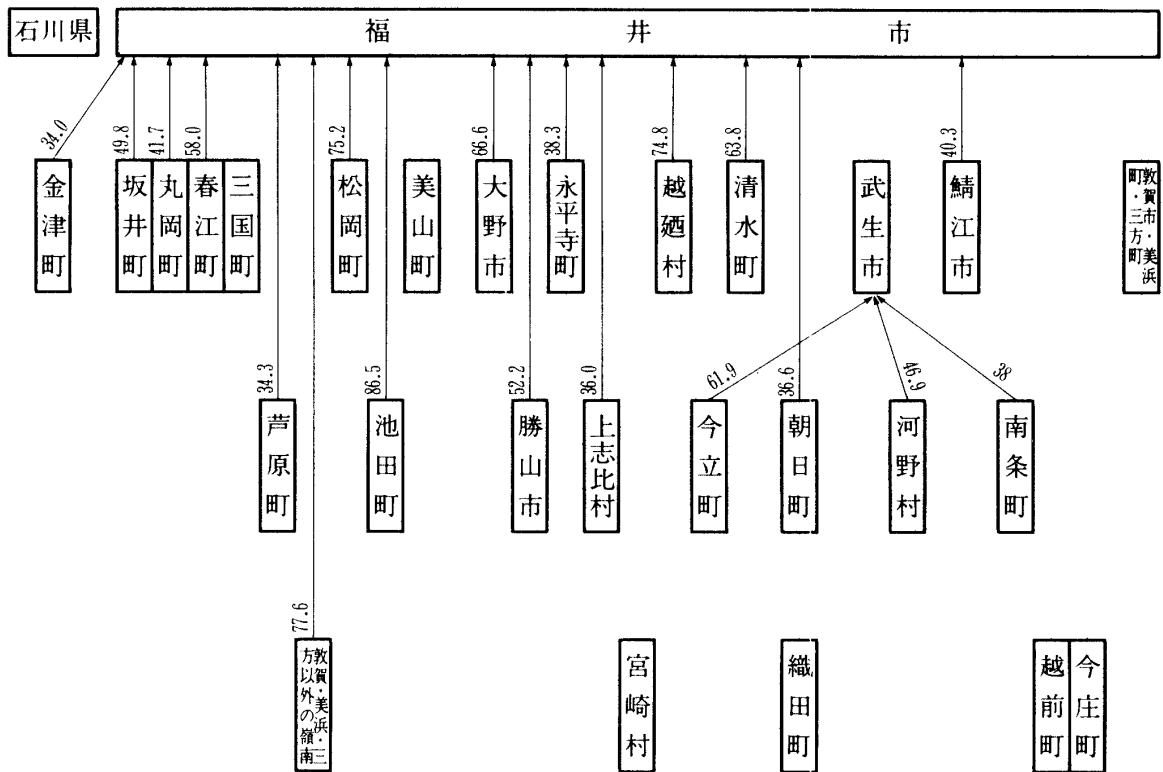 石川県
福井市
34.0
49.8
41.7
58.0
75.2
66.6
38.3
74.8
63.8
40.3
金津町
坂井町
丸岡町
春江町
三国町
松岡町
美山町
大野市
永平寺町
越廼村
清水町
武生市
鯖江市
敦賀市・美浜
町・三方町
34.3
86.5
52.2
36.0
61.9
36.6
46.9
38
芦原町
池田町
勝山市
上志比村
今立町
朝日町
河野村
南条町
77.6
敦賀・美浜・三
方以外の嶺南
宮崎村
織田町
越前町
今庄町